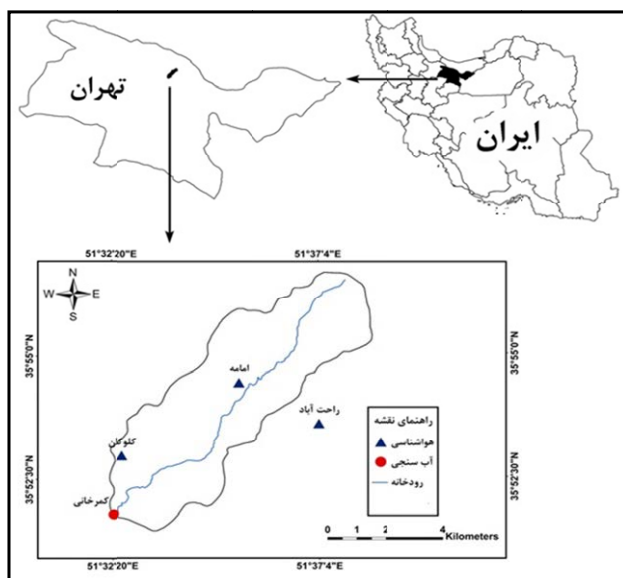 تهران
ایران
51°32'20"E
51°37'4"E
N
W E
S
35°55'0"N
35°55'0"N
امامه
راحت آباد
کلوکان
35°52'30"N
35°52'30"N
کمرخانی
راهنمای نقشه
هواشناسی
آب سنجی
رودخانه
0 1 2 4
Kilometers
51°32'20"E
51°37'4"E